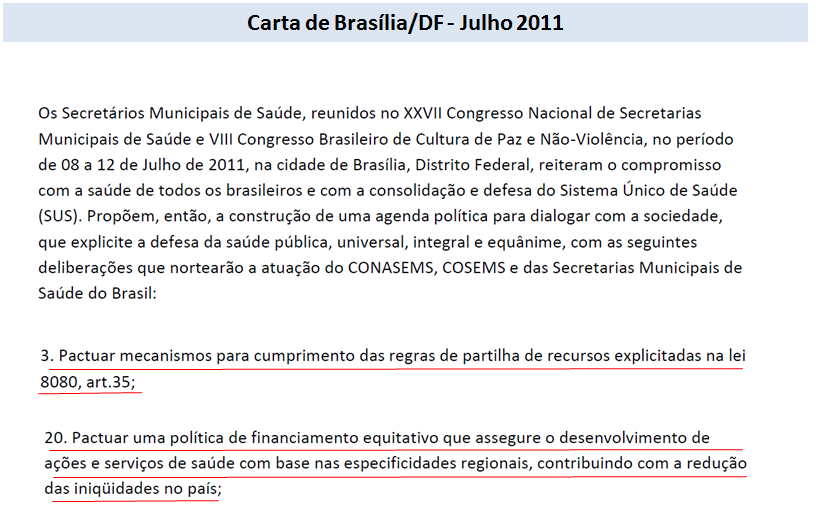 Carta de Brasília/DF - Julho 2011
Os Secretários Municipais de Saúde, reunidos no XXVII Congresso Nacional de Secretarias
Municipais de Saúde e VIII Congresso Brasileiro de Cultura de Paz e Não-Violência, no período
de 08 a 12 de Julho de 2011, na cidade de Brasília, Distrito Federal, reiteram o compromisso
com a saúde de todos os brasileiros e com a consolidação e defesa do Sistema Único de Saúde
(SUS). Propõem, então, a construção de uma agenda política para dialogar com a sociedade,
que explicite a defesa da saúde pública, universal, integral e equânime, com as seguintes
deliberações que nortearão a atuação do CONASEMS, COSEMS e das Secretarias Municipais de
Saúde do Brasil:
3. Pactuar mecanismos para cumprimento das regras de partilha de recursos explicitadas na lei
8080, art.35;
20. Pactuar uma política de financiamento equitativo que assegure o desenvolvimento de
ações e serviços de saúde com base nas especificidades regionais, contribuindo com a redução
das iniqüidades no país;